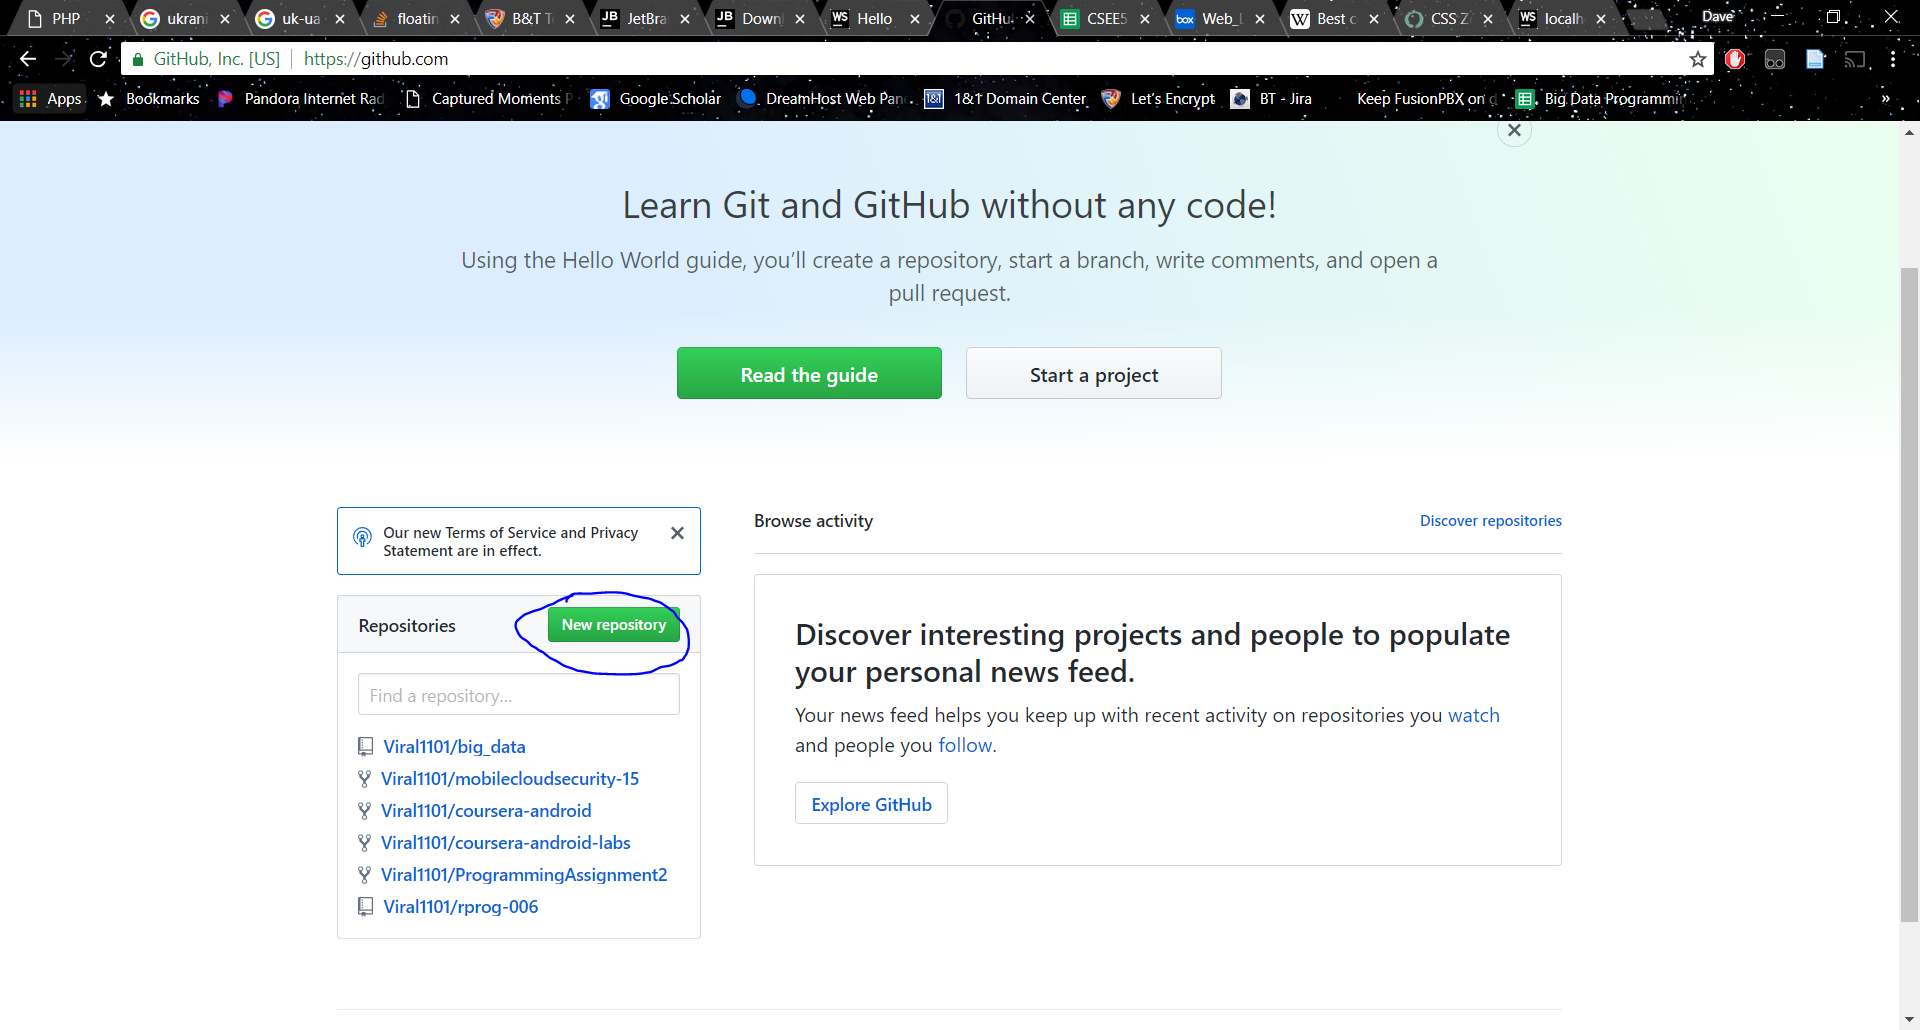 PHP
ukrani
uk-ua
floatin
B&T T
JB JetBra
JB Down
WS Hello
GitHu
CSEE5
box Web_L
W Best c
CSS Z
WS localh
Dave
GitHub, Inc. [US] https://github.com
Apps
Bookmarks
Pandora Internet Rad
Captured Moments P
Google Scholar
DreamHost Web Pane
1&1 1&1 Domain Center
Let's Encrypt
BT - Jira
Keep FusionPBX on d
Big Data Programmin
»
Learn Git and GitHub without any code!
Using the Hello World guide, you'll create a repository, start a branch, write comments, and open a
pull request.
Read the guide
Start a project
Our new Terms of Service and Privacy
Statement are in effect.
Repositories
New repository
Find a repository...
Viral1101/big_data
Viral1101/mobilecloudsecurity-15
Viral1101/coursera-android
Viral1101/coursera-android-labs
Viral1101/ProgrammingAssignment2
Viral1101/rprog-006
Browse activity
Discover repositories
Discover interesting projects and people to populate
your personal news feed.
Your news feed helps you keep up with recent activity on repositories you watch
and people you follow.
Explore GitHub